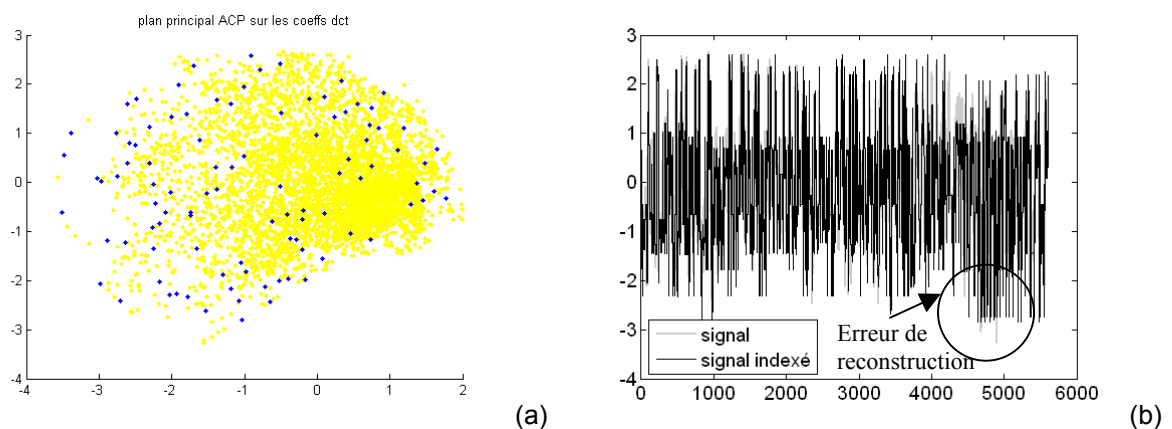 plan principal ACP sur les coeffs dct
3
2
1
0
-1
-2
-3
-4
-4 -3 -2 -1 0 1 2
(a)
3
2
1
0
-1
-2
-3
-4
signal
signal indexé
Erreur de
reconstruction
0 1000 2000 3000 4000 5000 6000
(b)